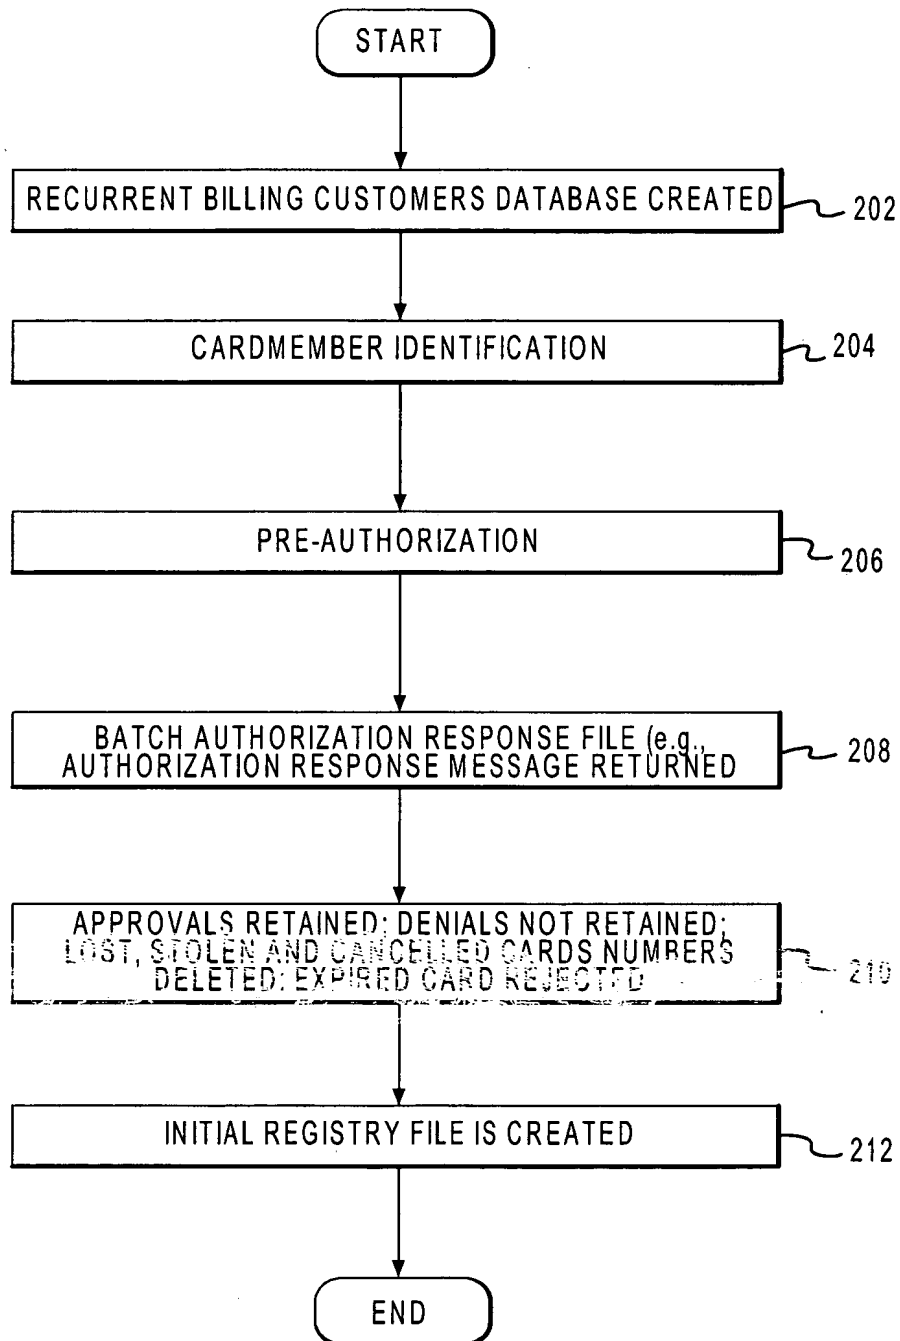 START
RECURRENT BILLING CUSTOMERS DATABASE CREATED
202
CARDMEMBER IDENTIFICATION
204
PRE-AUTHORIZATION
206
BATCH AUTHORIZATION RESPONSE FILE (e.g.,
AUTHORIZATION RESPONSE MESSAGE RETURNED
208
APPROVALS RETAINED; DENIALS NOT RETAINED;
LOST, STOLEN AND CANCELLED CARDS NUMBERS
DELETED; EXPIRED CARD REJECTED
210
INITIAL REGISTRY FILE IS CREATED
212
END